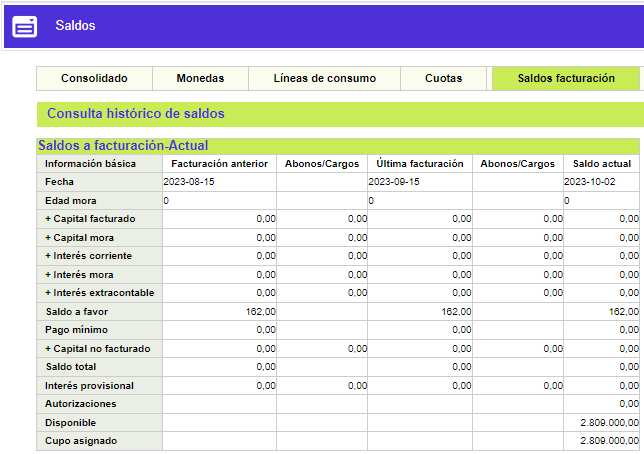 Saldos
Consolidado Monedas Líneas de consumo Cuotas Saldos facturación
Consulta histórico de saldos
Saldos a facturación-Actual
Información básica Facturación anterior Abonos/Cargos Última facturación Abonos/Cargos Saldo actual
Fecha 2023-08-15 2023-09-15 2023-10-02
Edad mora 0 0 0
+ Capital facturado 0,00 0,00 0,00 0,00 0,00
+ Capital mora 0,00 0,00 0,00 0,00 0,00
+ Interés corriente 0,00 0,00 0,00 0,00 0,00
+ Interés mora 0,00 0,00 0,00 0,00 0,00
+ Interés extracontable 0,00 0,00 0,00 0,00 0,00
Saldo a favor 162,00 162,00 162,00
Pago mínimo 0,00 0,00 0,00
+ Capital no facturado 0,00 0,00 0,00 0,00 0,00
Saldo total 0,00 0,00 0,00
Interés provisional 0,00 0,00 0,00 0,00 0,00
Autorizaciones 0,00
Disponible 2.809.000,00
Cupo asignado 2.809.000,00